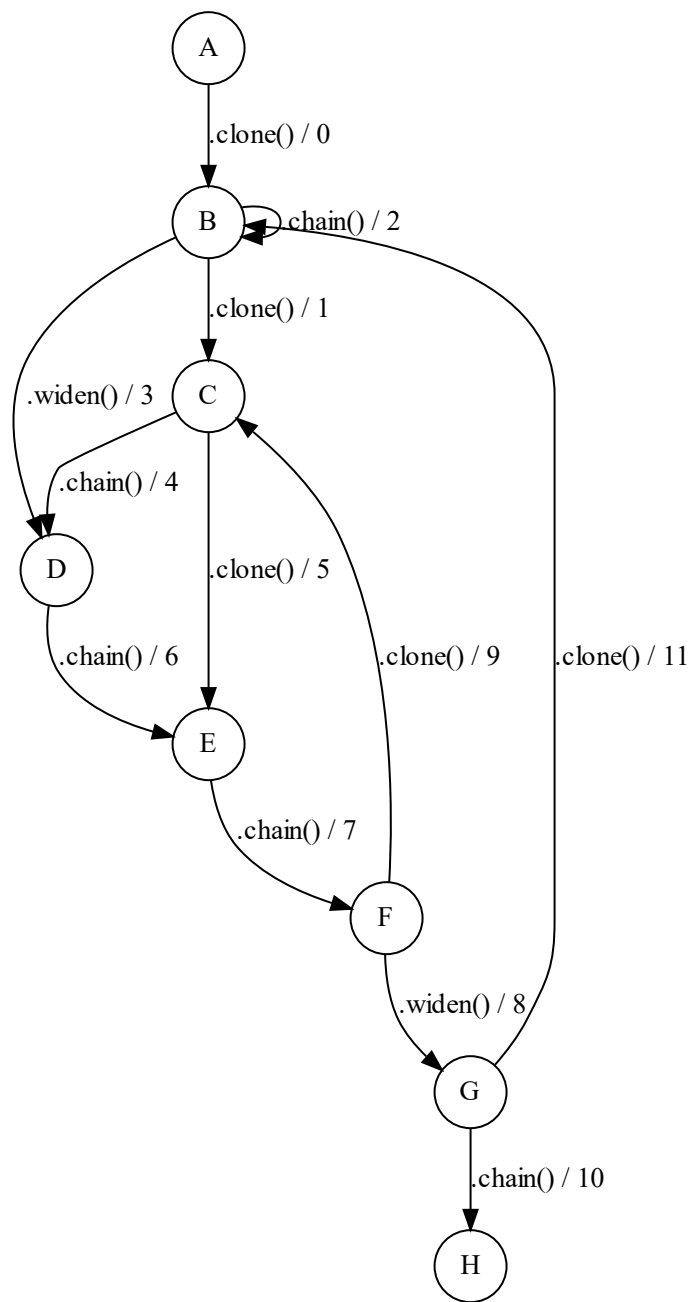 A
.clone() / 0
B
.chain() / 2
.clone() / 1
.widen() / 3
C
.chain() / 4
D
.clone() / 5
.chain() / 6
.clone() / 9
.clone() / 11
E
.chain() / 7
F
.widen() / 8
G
.chain() / 10
H